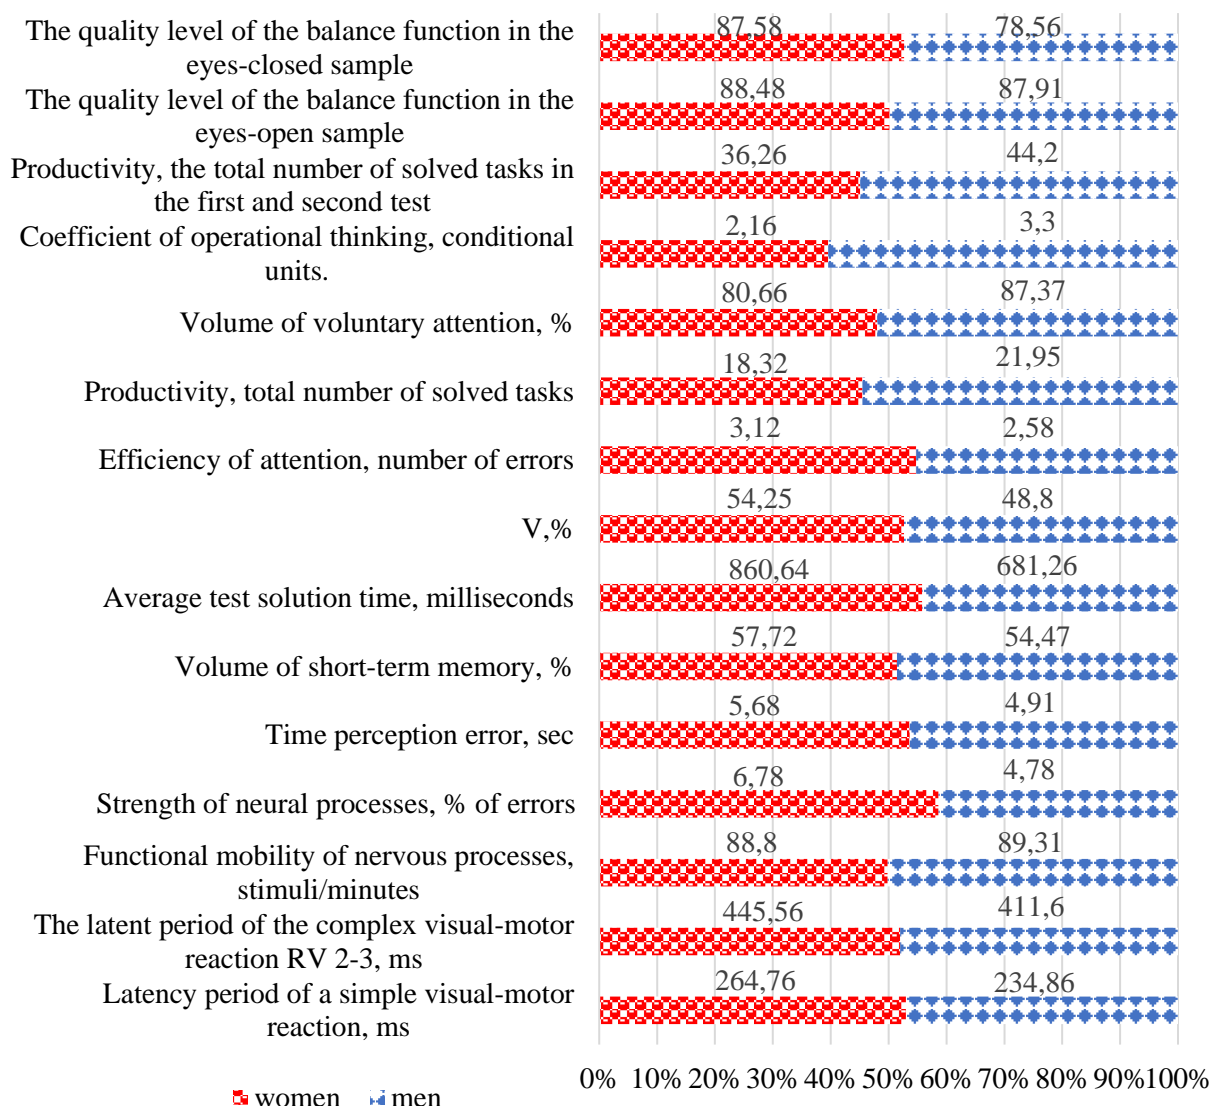 The quality level of the balance function in the
eyes-closed sample
87,58 78,56
The quality level of the balance function in the
eyes-open sample
88,48 87,91
Productivity, the total number of solved tasks in
the first and second test
36,26 44,2
Coefficient of operational thinking, conditional
units.
2,16 3,3
Volume of voluntary attention, %
80,66 87,37
Productivity, total number of solved tasks
18,32 21,95
Efficiency of attention, number of errors
3,12 2,58
V,%
54,25 48,8
Average test solution time, milliseconds
860,64 681,26
Volume of short-term memory, %
57,72 54,47
Time perception error, sec
5,68 4,91
Strength of neural processes, % of errors
6,78 4,78
Functional mobility of nervous processes,
stimuli/minutes
88,8 89,31
The latent period of the complex visual-motor
reaction RV 2-3, ms
445,56 411,6
Latency period of a simple visual-motor
reaction, ms
264,76 234,86
0% 10% 20% 30% 40% 50% 60% 70% 80% 90%100%
women men